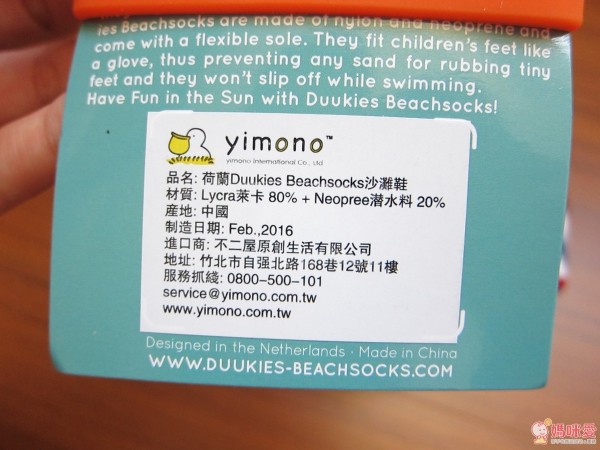 ies Beachsocks are made of nylon and neoprene and
come with a flexible sole. They fit children's feet like
a glove, thus preventing any sand for rubbing tiny
feet and they won't slip off while swimming.
Have Fun in the Sun with Duukies Beachsocks!
yimono™
yimono International Co., Ltd
品名: 荷蘭Duukies Beachsocks沙灘鞋
材質: Lycra萊卡 80% + Neopree潜水料 20%
産地: 中國
制造日期: Feb.,2016
進口商: 不二屋原創生活有限公司
地址: 竹北市自强北路168巷12號11樓
服務抓綫: 0800-500-101
service@yimono.com.tw
www.yimono.com.tw
Designed in the Netherlands · Made in China
WWW.DUUKIES-BEACHSOCKS.COM
媽咪愛